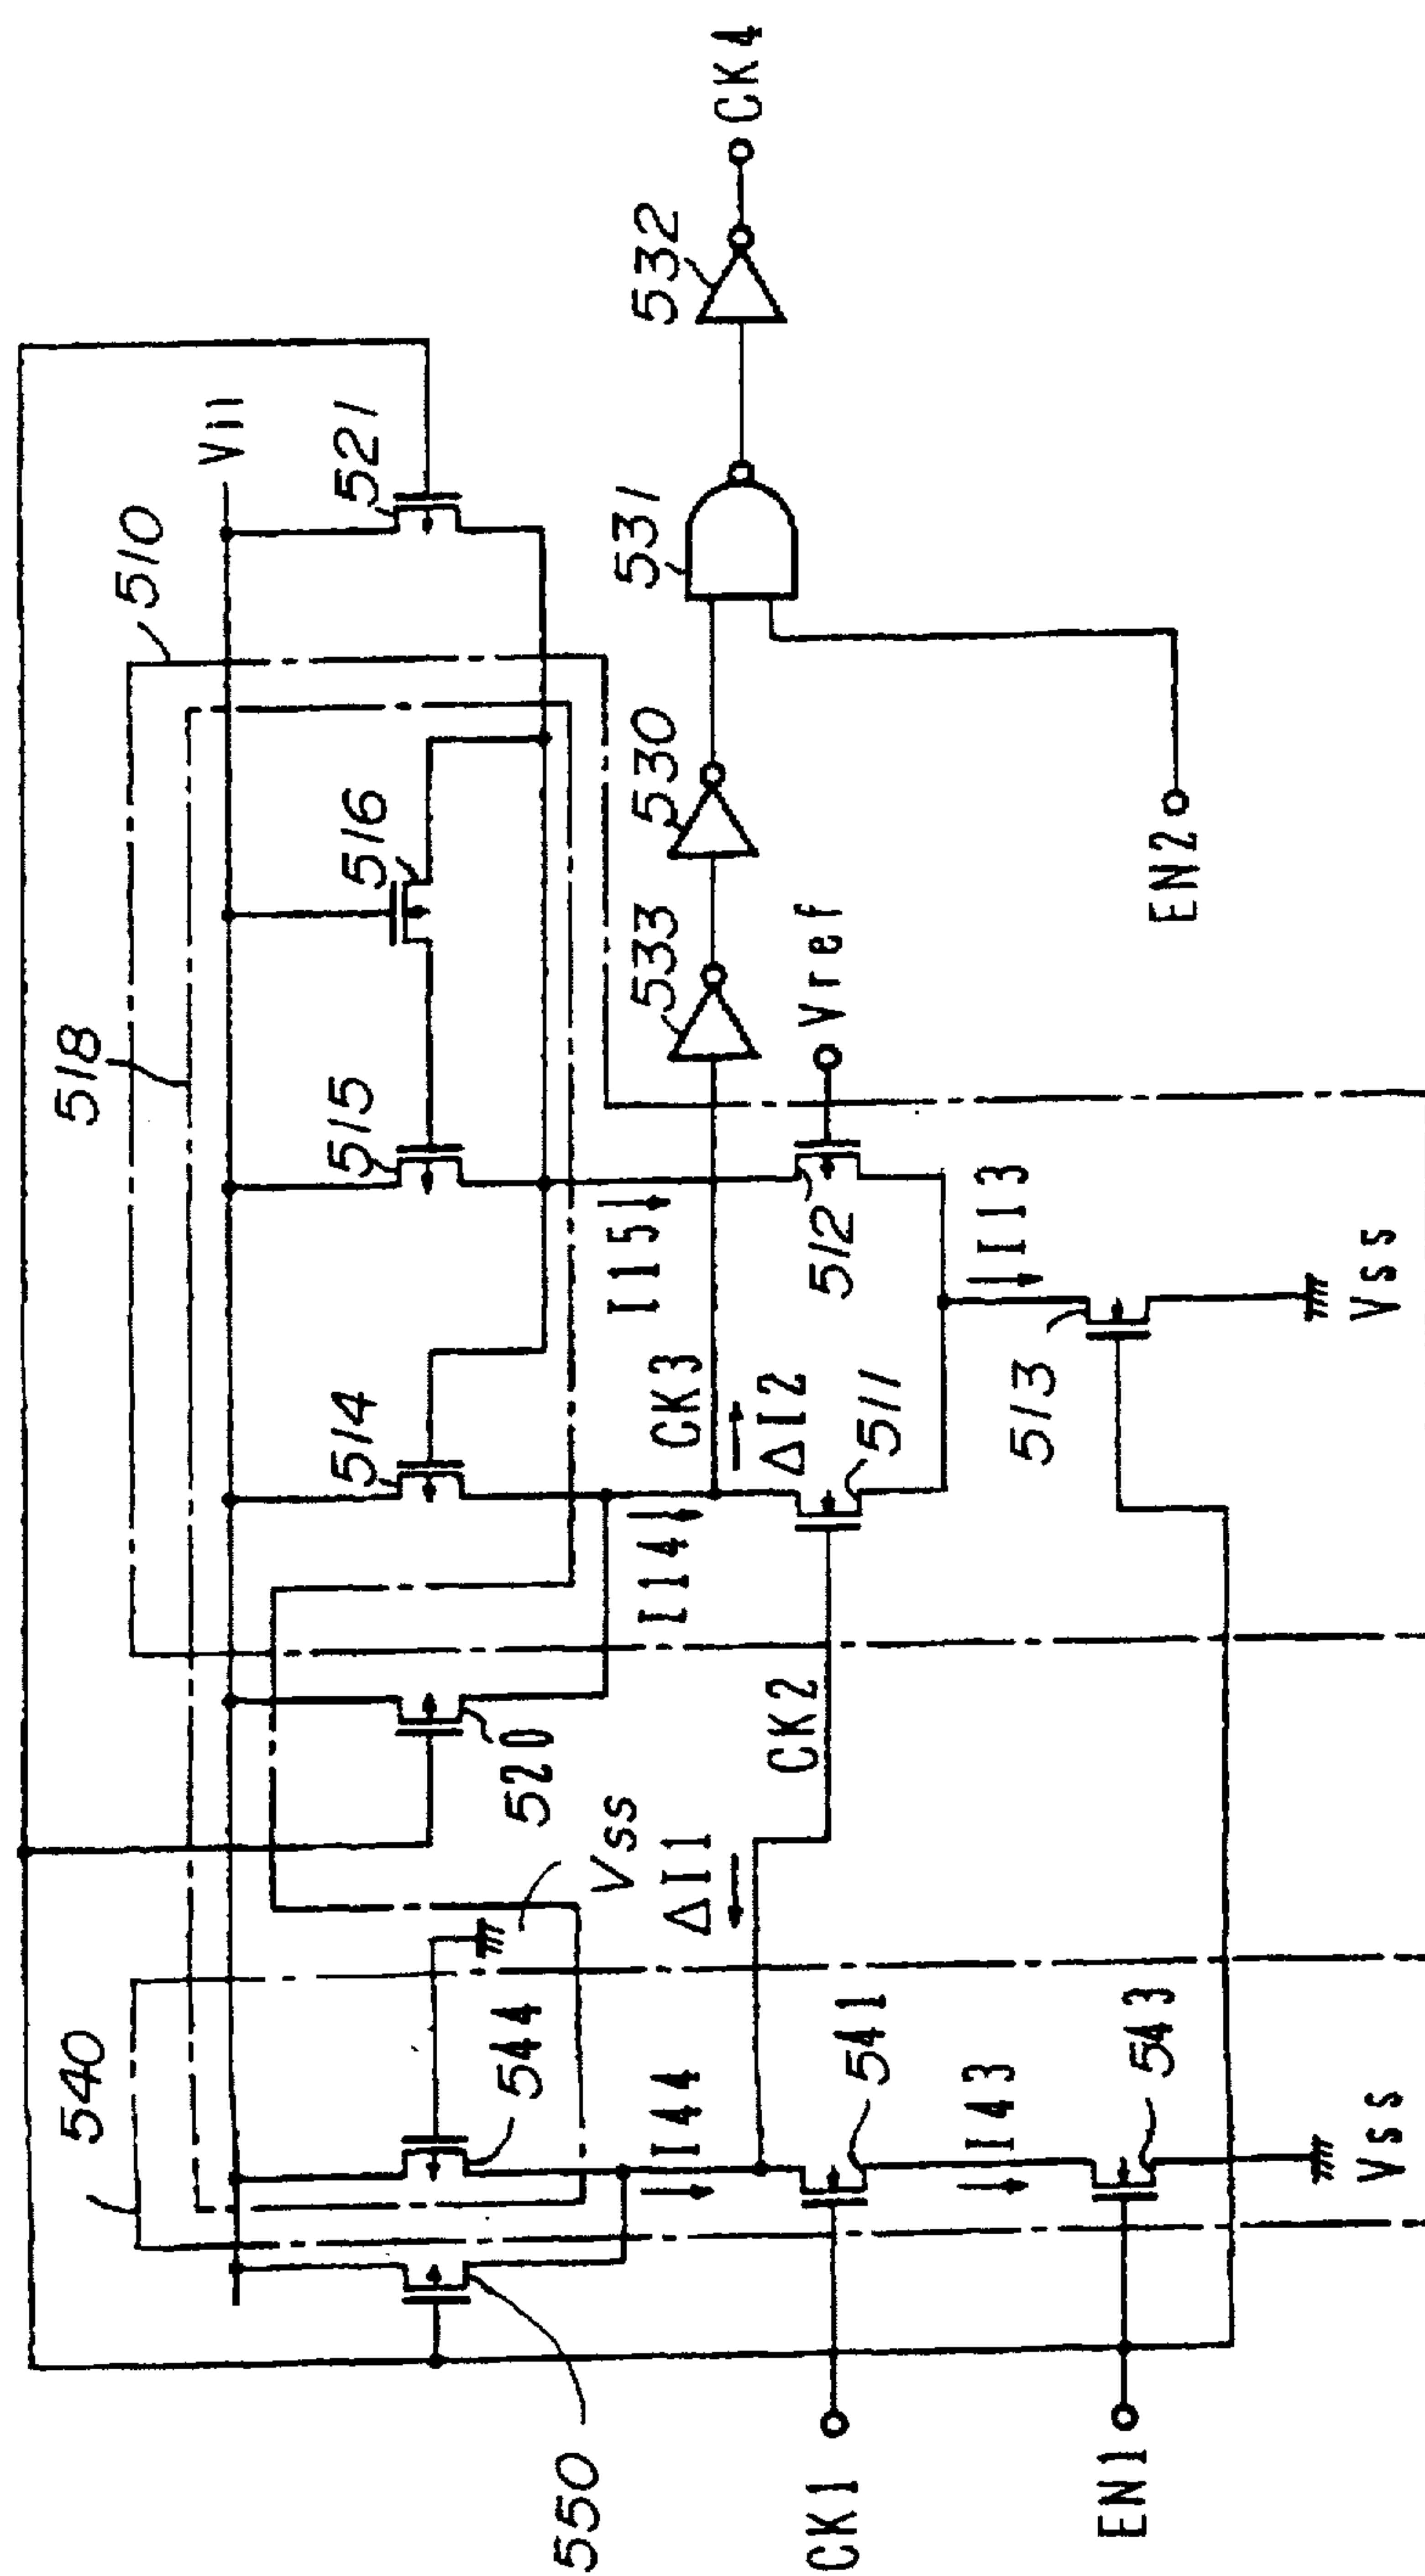 518
510
Vil
540
544
514
515
516
521
520
Vss
550
I44
ΔI1
I14
CK3
I15
533
530
531
532
CK4
CK2
ΔI2
511
512
Vref
EN2
CK1
541
I43
513
I13
EN1
543
Vss
Vss